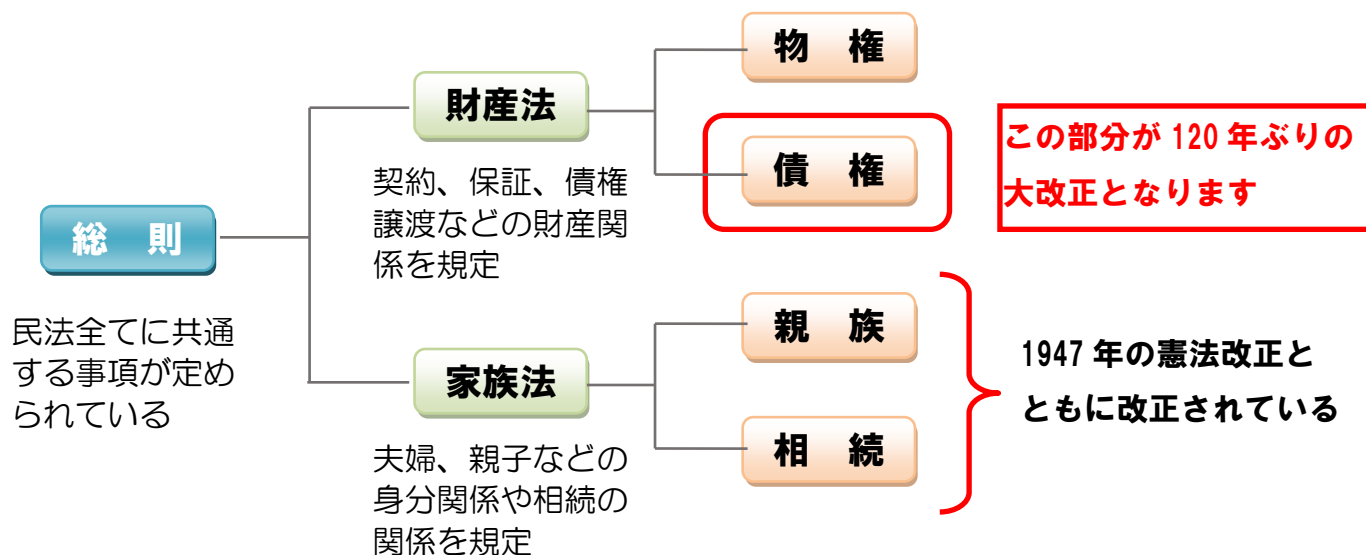 総　則
民法全てに共通
する事項が定め
られている
財産法
契約、保証、債権
譲渡などの財産関
係を規定
物　権
債　権
この部分が 120 年ぶりの
大改正となります
家族法
夫婦、親子などの
身分関係や相続の
関係を規定
親　族
相　続
1947 年の憲法改正と
ともに改正されている